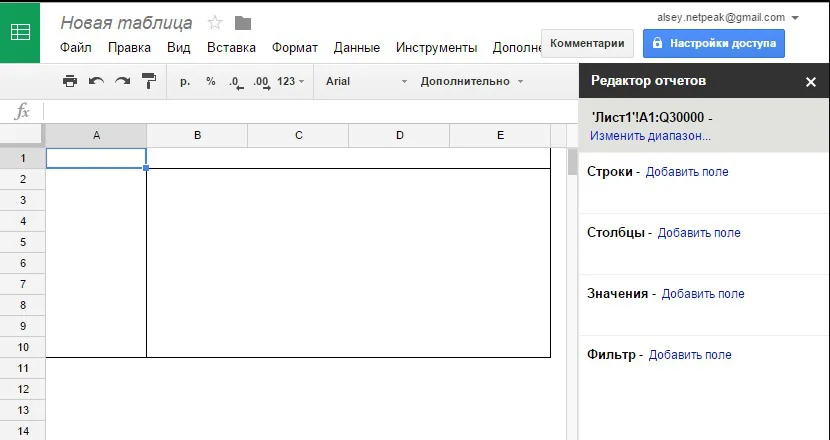 Новая таблица
alsey.netpeak@gmail.com
Файл Правка Вид Вставка Формат Данные Инструменты Дополне
Комментарии
Настройки доступа
р. % .0 .00 123 Arial Дополнительно
Редактор отчетов
fx
'Лист1'!A1:Q30000 -
Изменить диапазон...
A B C D E
1
2
3
4
5
6
7
8
9
10
11
12
13
14
Строки - Добавить поле
Столбцы - Добавить поле
Значения - Добавить поле
Фильтр - Добавить поле